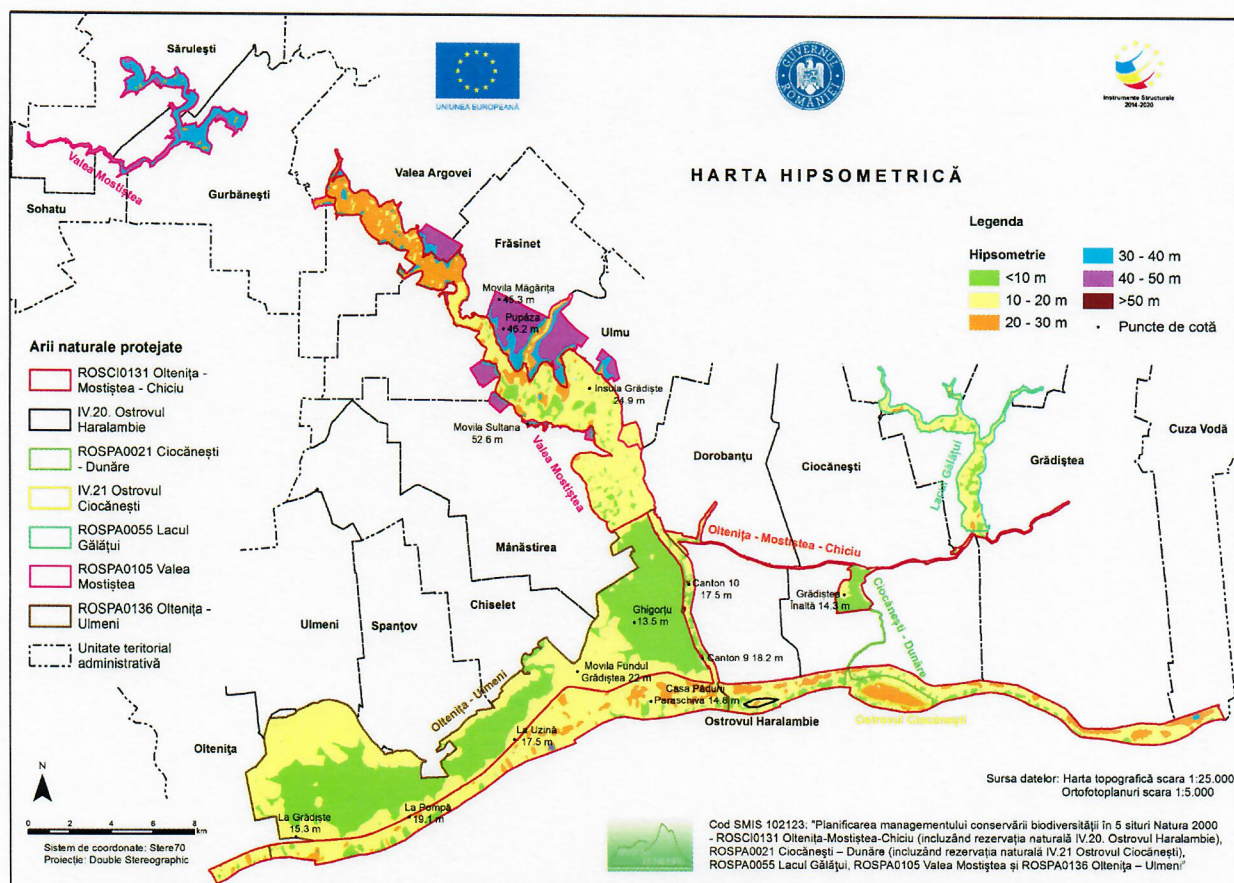 Sărulești
UNIUNEA EUROPEANĂ
GUVERNUL ROMÂNIEI
Instrumente Structurale
2014-2020
HARTA HIPSOMETRICĂ
Valea Mostiștea
Sohatu
Gurbănești
Valea Argovei
Frăsinet
Movila Măgărița
45.3 m
Pupăza
46.2 m
Ulmu
Insula Grădiște
24.9 m
Movila Sultana
52.6 m
Valea Mostiștea
Legenda
Hipsometrie
<10 m
10 - 20 m
20 - 30 m
30 - 40 m
40 - 50 m
>50 m
Puncte de cotă
Arii naturale protejate
ROSCI0131 Oltenița -
Mostiștea - Chiciu
IV.20. Ostrovul
Haralambie
ROSPA0021 Ciocănești
- Dunăre
IV.21 Ostrovul
Ciocănești
ROSPA0055 Lacul
Gălățui
ROSPA0105 Valea
Mostiștea
ROSPA0136 Oltenița -
Ulmeni
Unitate teritorial
administrativă
Dorobanțu
Ciocănești
Lacul Gălățui
Grădiștea
Cuza Vodă
Oltenița - Mostiștea - Chiciu
Mânăstirea
Chiselet
Spanțov
Ulmeni
Oltenița
Canton 10
17.5 m
Ghigorțu
13.5 m
Grădiștea
Înaltă 14.3 m
Ciocănești - Dunăre
Canton 9 18.2 m
Movila Fundul
Grădiștea 22 m
Casa Păduru
Paraschiva 14.8 m
Ostrovul Haralambie
Ostrovul Ciocănești
Oltenița - Ulmeni
La Uzină
17.5 m
La Pompă
19.1 m
La Grădiște
15.3 m
N
0 2 4 8
km
Sistem de coordonate: Stere70
Proiecție: Double Stereographic
Sursa datelor: Harta topografică scara 1:25.000
Ortofotoplanuri scara 1:5.000
Cod SMIS 102123: "Planificarea managementului conservării biodiversității în 5 situri Natura 2000
- ROSCI0131 Oltenița-Mostiștea-Chiciu (incluzând rezervația naturală IV.20. Ostrovul Haralambie),
ROSPA0021 Ciocănești – Dunăre (incluzând rezervația naturală IV.21 Ostrovul Ciocănești),
ROSPA0055 Lacul Gălățui, ROSPA0105 Valea Mostiștea și ROSPA0136 Oltenița – Ulmeni"